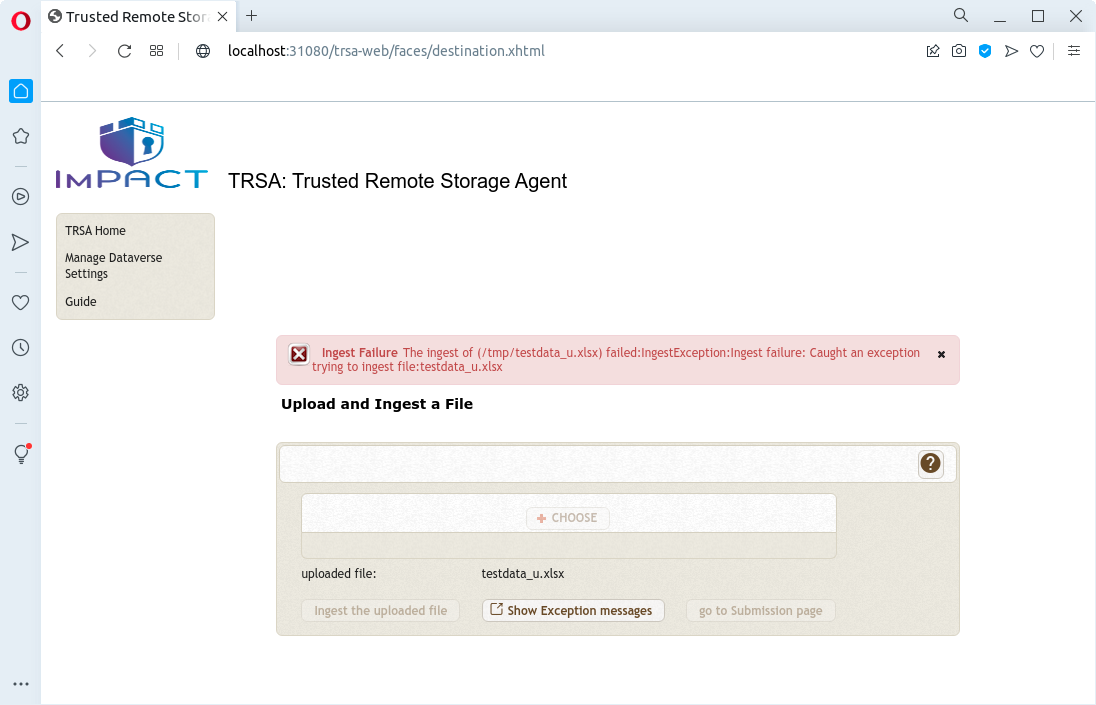 Trusted Remote Stor
localhost:31080/trsa-web/faces/destination.xhtml
IMPACT
TRSA: Trusted Remote Storage Agent
TRSA Home
Manage Dataverse
Settings
Guide
Ingest Failure The ingest of (/tmp/testdata_u.xlsx) failed:IngestException:Ingest failure: Caught an exception
trying to ingest file:testdata_u.xlsx
Upload and Ingest a File
?
CHOOSE
uploaded file: testdata_u.xlsx
Ingest the uploaded file Show Exception messages go to Submission page